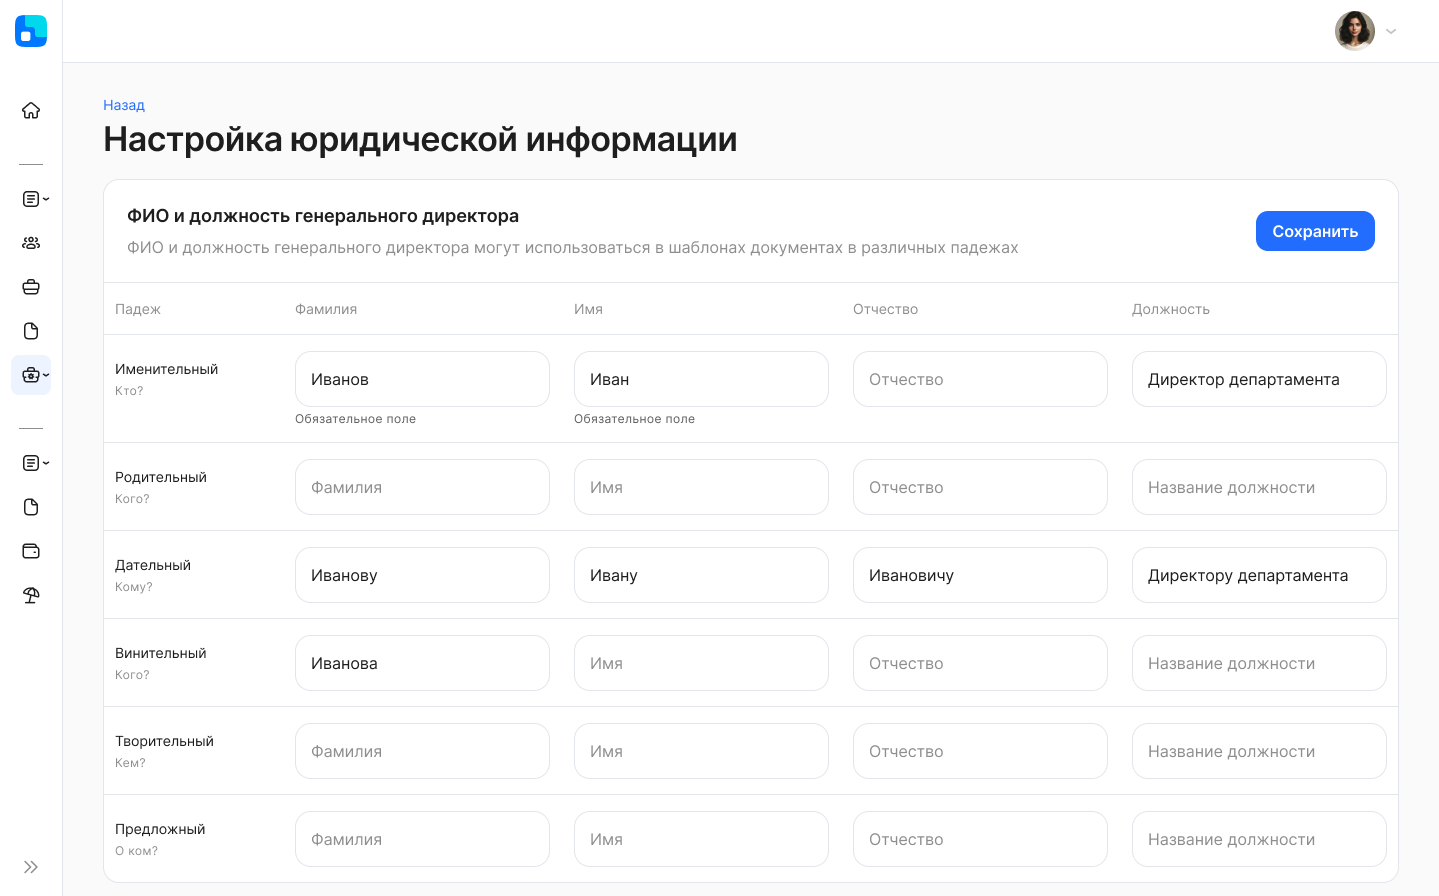 Назад
Настройка юридической информации
ФИО и должность генерального директора
ФИО и должность генерального директора могут использоваться в шаблонах документах в различных падежах
Сохранить
Падеж Фамилия Имя Отчество Должность
Именительный
Кто?
Иванов Иван Отчество Директор департамента
Обязательное поле Обязательное поле
Родительный
Кого?
Фамилия Имя Отчество Название должности
Дательный
Кому?
Иванову Ивану Ивановичу Директору департамента
Винительный
Кого?
Иванова Имя Отчество Название должности
Творительный
Кем?
Фамилия Имя Отчество Название должности
Предложный
О ком?
Фамилия Имя Отчество Название должности